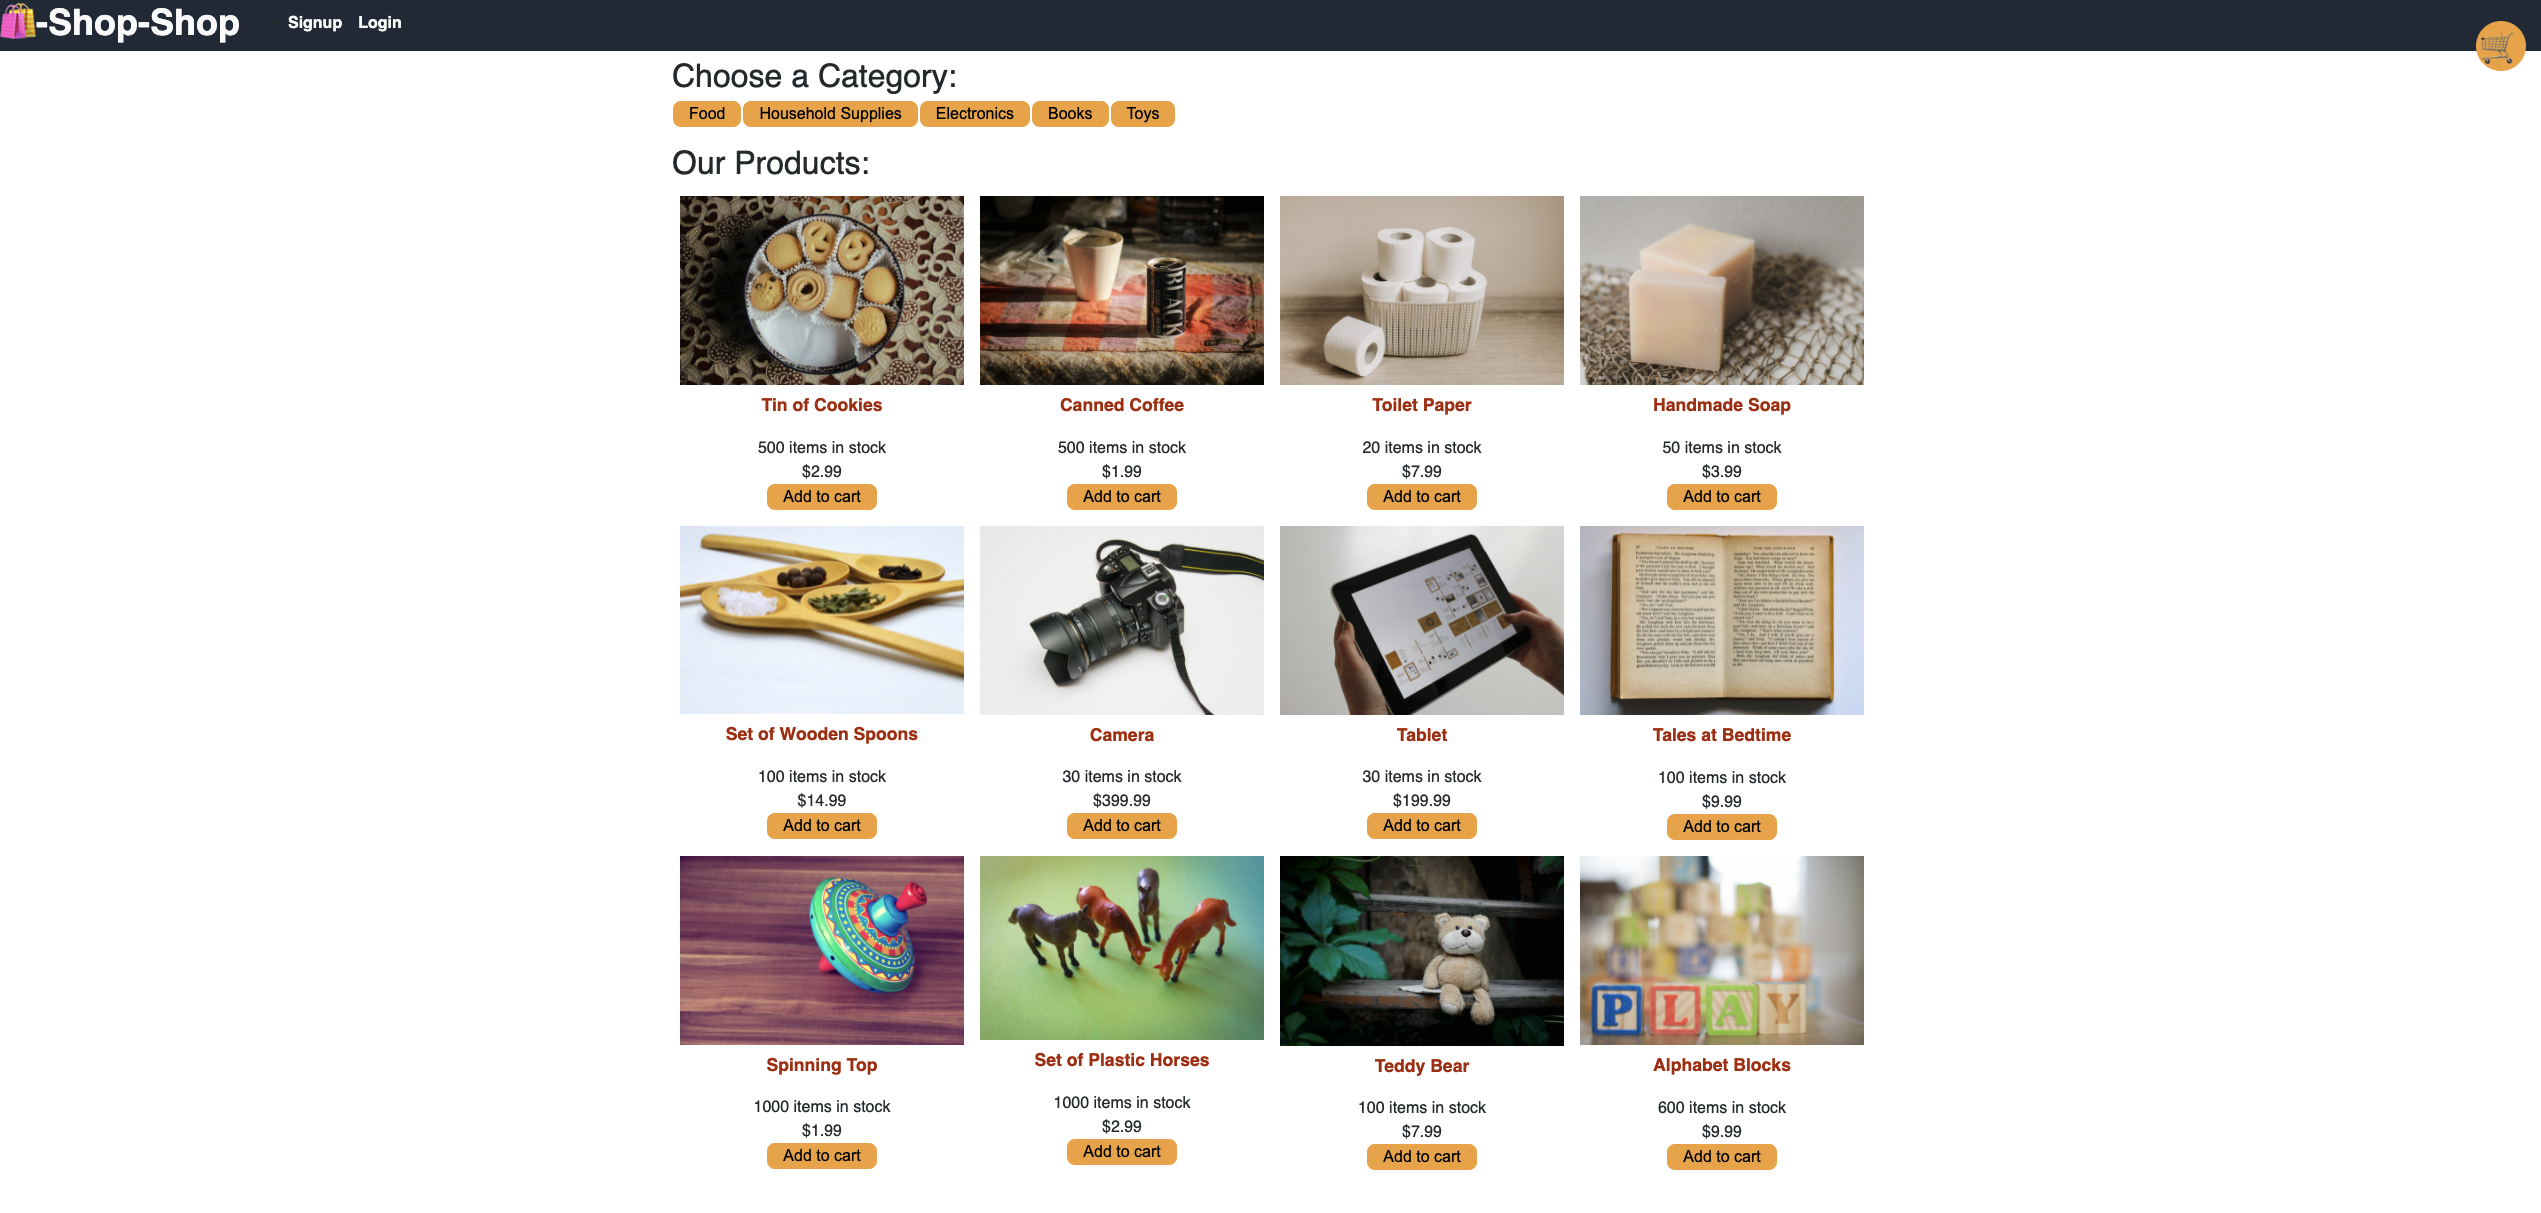 -Shop-Shop
Signup Login
Choose a Category:
Food Household Supplies Electronics Books Toys
Our Products:
BLACK
Tin of Cookies Canned Coffee Toilet Paper Handmade Soap
500 items in stock 500 items in stock 20 items in stock 50 items in stock
$2.99 $1.99 $7.99 $3.99
Add to cart Add to cart Add to cart Add to cart
Set of Wooden Spoons Camera Tablet Tales at Bedtime
100 items in stock 30 items in stock 30 items in stock 100 items in stock
$14.99 $399.99 $199.99 $9.99
Add to cart Add to cart Add to cart Add to cart
PLAY
Spinning Top Set of Plastic Horses Teddy Bear Alphabet Blocks
1000 items in stock 1000 items in stock 100 items in stock 600 items in stock
$1.99 $2.99 $7.99 $9.99
Add to cart Add to cart Add to cart Add to cart